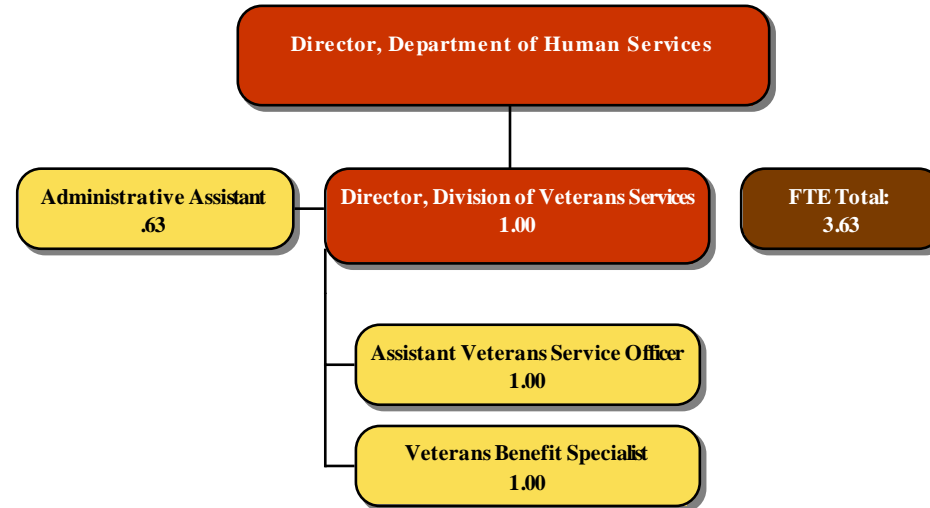 Director, Department of Human Services
Administrative Assistant
.63
Director, Division of Veterans Services
1.00
FTE Total:
3.63
Assistant Veterans Service Officer
1.00
Veterans Benefit Specialist
1.00